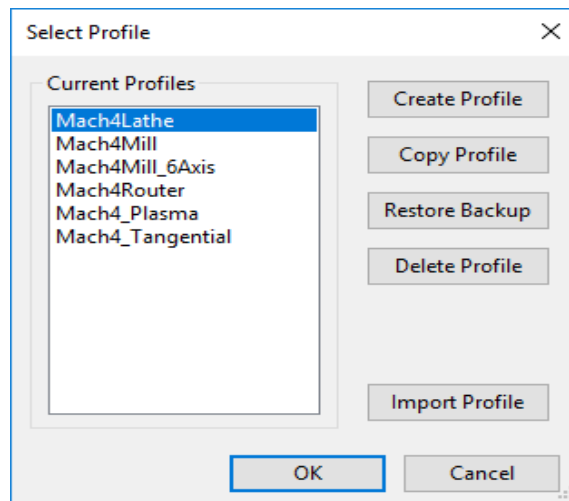 Select Profile
Current Profiles
Mach4Lathe
Mach4Mill
Mach4Mill_6Axis
Mach4Router
Mach4_Plasma
Mach4_Tangential
Create Profile
Copy Profile
Restore Backup
Delete Profile
Import Profile
OK
Cancel